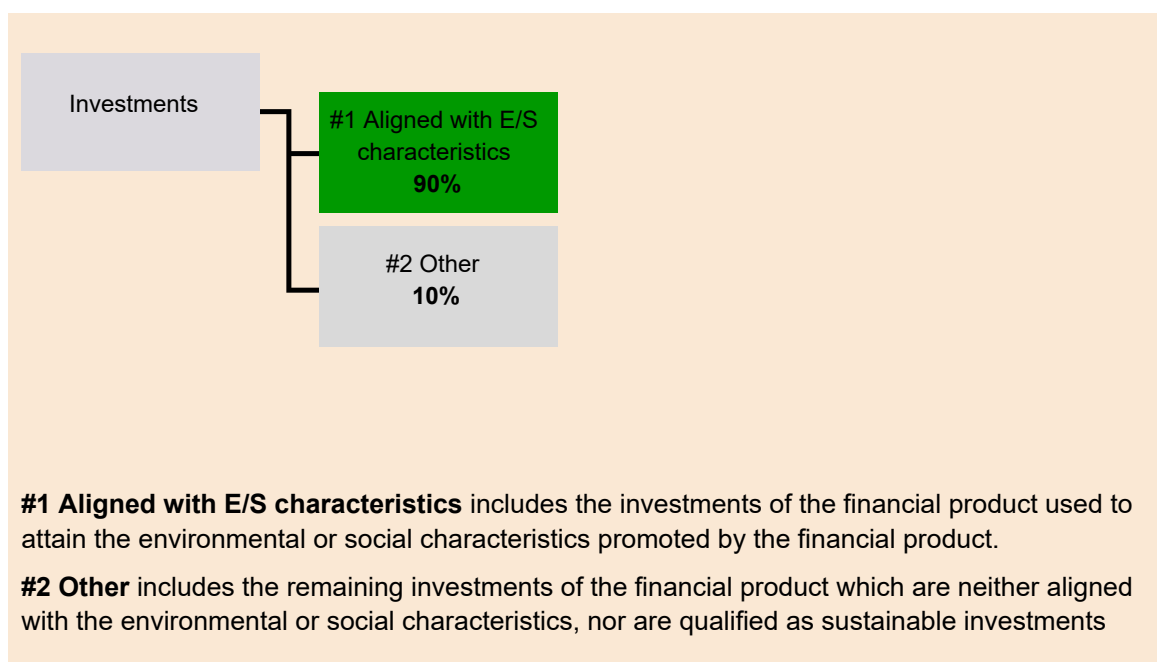 Investments
#1 Aligned with E/S
characteristics
90%
#2 Other
10%
#1 Aligned with E/S characteristics includes the investments of the financial product used to
attain the environmental or social characteristics promoted by the financial product.
#2 Other includes the remaining investments of the financial product which are neither aligned
with the environmental or social characteristics, nor are qualified as sustainable investments